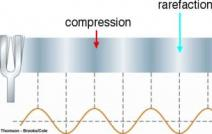 rarefaction
compression
Thomson - Brooks/Cole